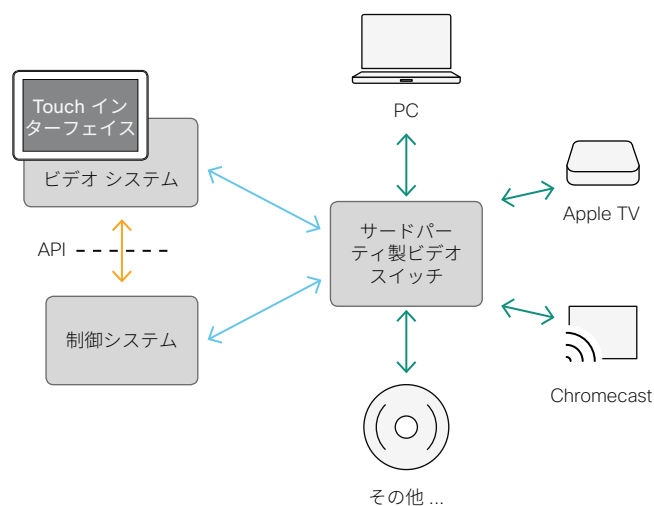 Touch イン
ターフェイス
ビデオ システム
API
制御システム
PC
サードパー
ティ製ビデオ
スイッチ
Apple TV
Chromecast
その他 ...